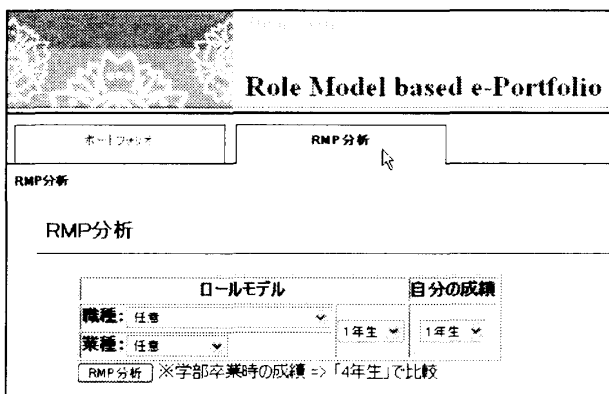 Role Model based e-Portfolio
ポートフォリオ
RMP分析
RMP分析
RMP分析
ロールモデル
自分の成績
職種: 任意
1年生
1年生
業種: 任意
RMP分析 ※学部卒業時の成績 => 「4年生」で比較